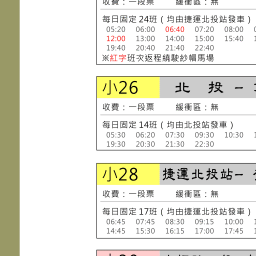 收費：一段票 緩衝區：無
每日固定 24班（均由捷運北投站發車）
05:20 06:00 06:40 07:20 08:00
12:00 13:00 14:00 15:00 15:40
19:40 20:40 21:40 22:40
※紅字班次返程繞駛紗帽馬場
小26 北 投 –
收費：一段票 緩衝區：無
每日固定 14班（均由北投站發車）
05:30 06:20 07:30 09:30 10:30
19:30 20:30 21:30 22:30
小28 捷運北投站–
收費：一段票 緩衝區：無
每日固定 17班（均由捷運北投站發車）
06:45 07:45 08:30 09:15 10:00
14:45 15:30 16:15 17:00 17:45